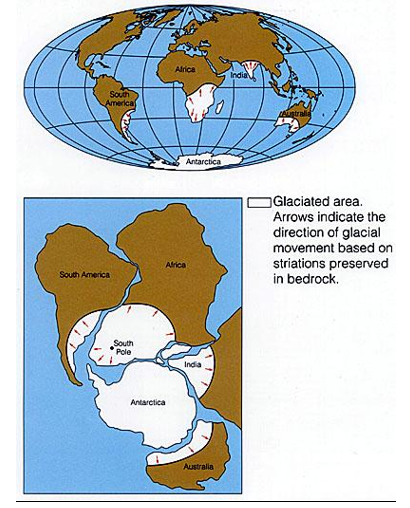 Africa
India
South
America
Australia
Antarctica
Glaciated area.
Arrows indicate the
direction of glacial
movement based on
striations preserved
in bedrock.
South America
Africa
South
Pole
India
Antarctica
Australia